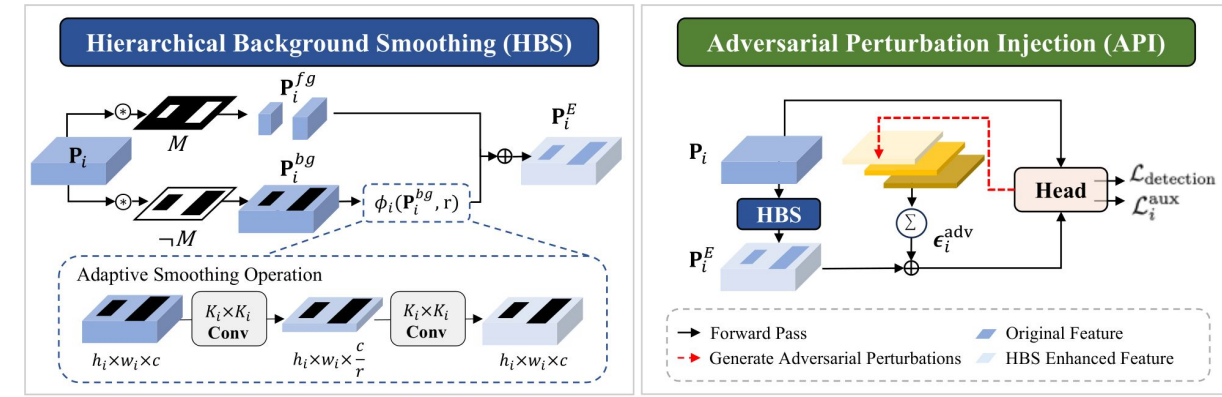 Hierarchical Background Smoothing (HBS)
P_i^{fg}
P_i^E
M
P_i
P_i^{bg}
ϕ_i(P_i^{bg}, r)
¬M
Adaptive Smoothing Operation
K_i×K_i
Conv
K_i×K_i
Conv
h_i×w_i×c
h_i×w_i×c/r
h_i×w_i×c
Adversarial Perturbation Injection (API)
P_i
HBS
P_i^E
Σ
ϵ_i^{adv}
Head
ℒ_{detection}
ℒ_i^{aux}
Forward Pass
Original Feature
Generate Adversarial Perturbations
HBS Enhanced Feature